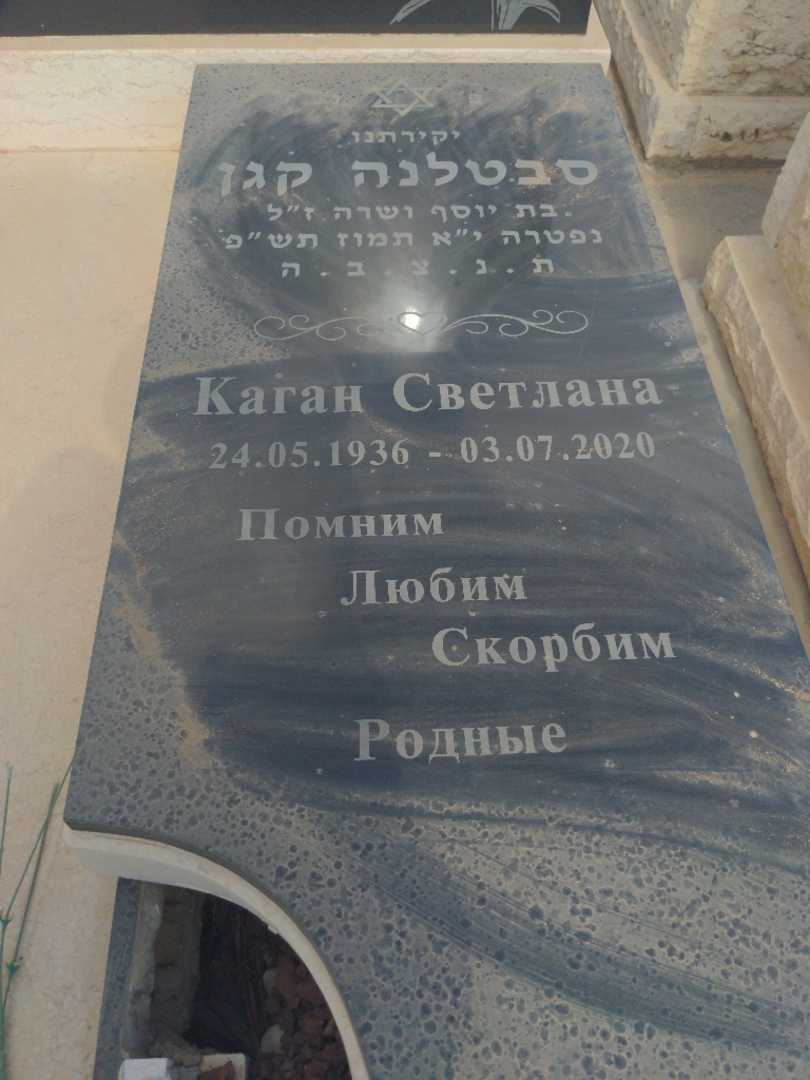 יקירתנו
סבטלנה קגן
בת יוסף ושרה ז"ל
נפטרה י"א תמוז תש"פ
ת.נ.צ.ב.ה
Каган Светлана
24.05.1936 - 03.07.2020
Помним
Любим
Скорбим
Родные